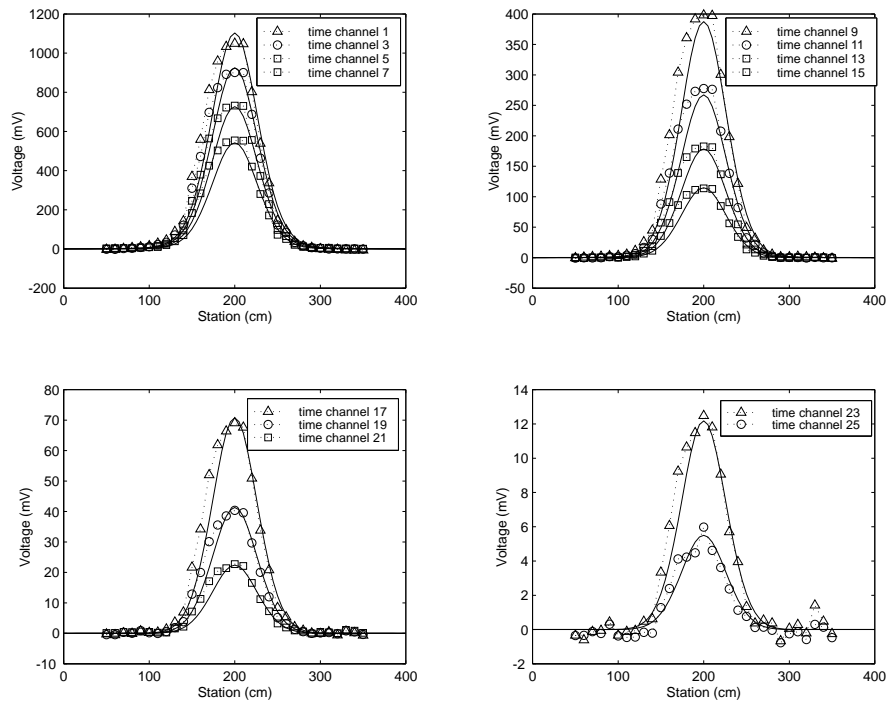 1200
1000
800
600
400
200
0
-200
0 100 200 300 400
Station (cm)
Voltage (mV)
time channel 1
time channel 3
time channel 5
time channel 7
400
350
300
250
200
150
100
50
0
-50
0 100 200 300 400
Station (cm)
Voltage (mV)
time channel 9
time channel 11
time channel 13
time channel 15
80
70
60
50
40
30
20
10
0
-10
0 100 200 300 400
Station (cm)
Voltage (mV)
time channel 17
time channel 19
time channel 21
14
12
10
8
6
4
2
0
-2
0 100 200 300 400
Station (cm)
Voltage (mV)
time channel 23
time channel 25